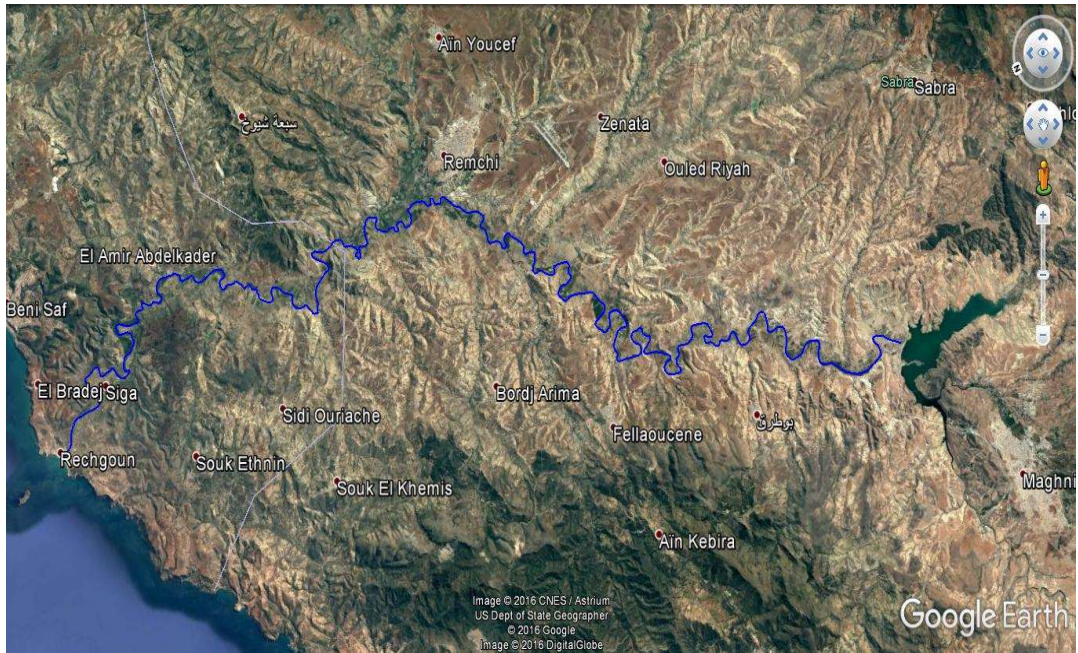 Aïn Youcef
Sabra
Sabra
سبعة شيوخ
Zenata
Remchi
Ouled Riyah
El Amir Abdelkader
Beni Saf
El Bradej
Siga
Bordj Arima
Sidi Ouriache
بوطرق
Fellaoucene
Rechgoun
Souk Ethnin
Souk El Khemis
Maghni
Aïn Kebira
Image © 2016 CNES / Astrium
US Dept of State Geographer
© 2016 Google
Image © 2016 DigitalGlobe
Google Earth
N